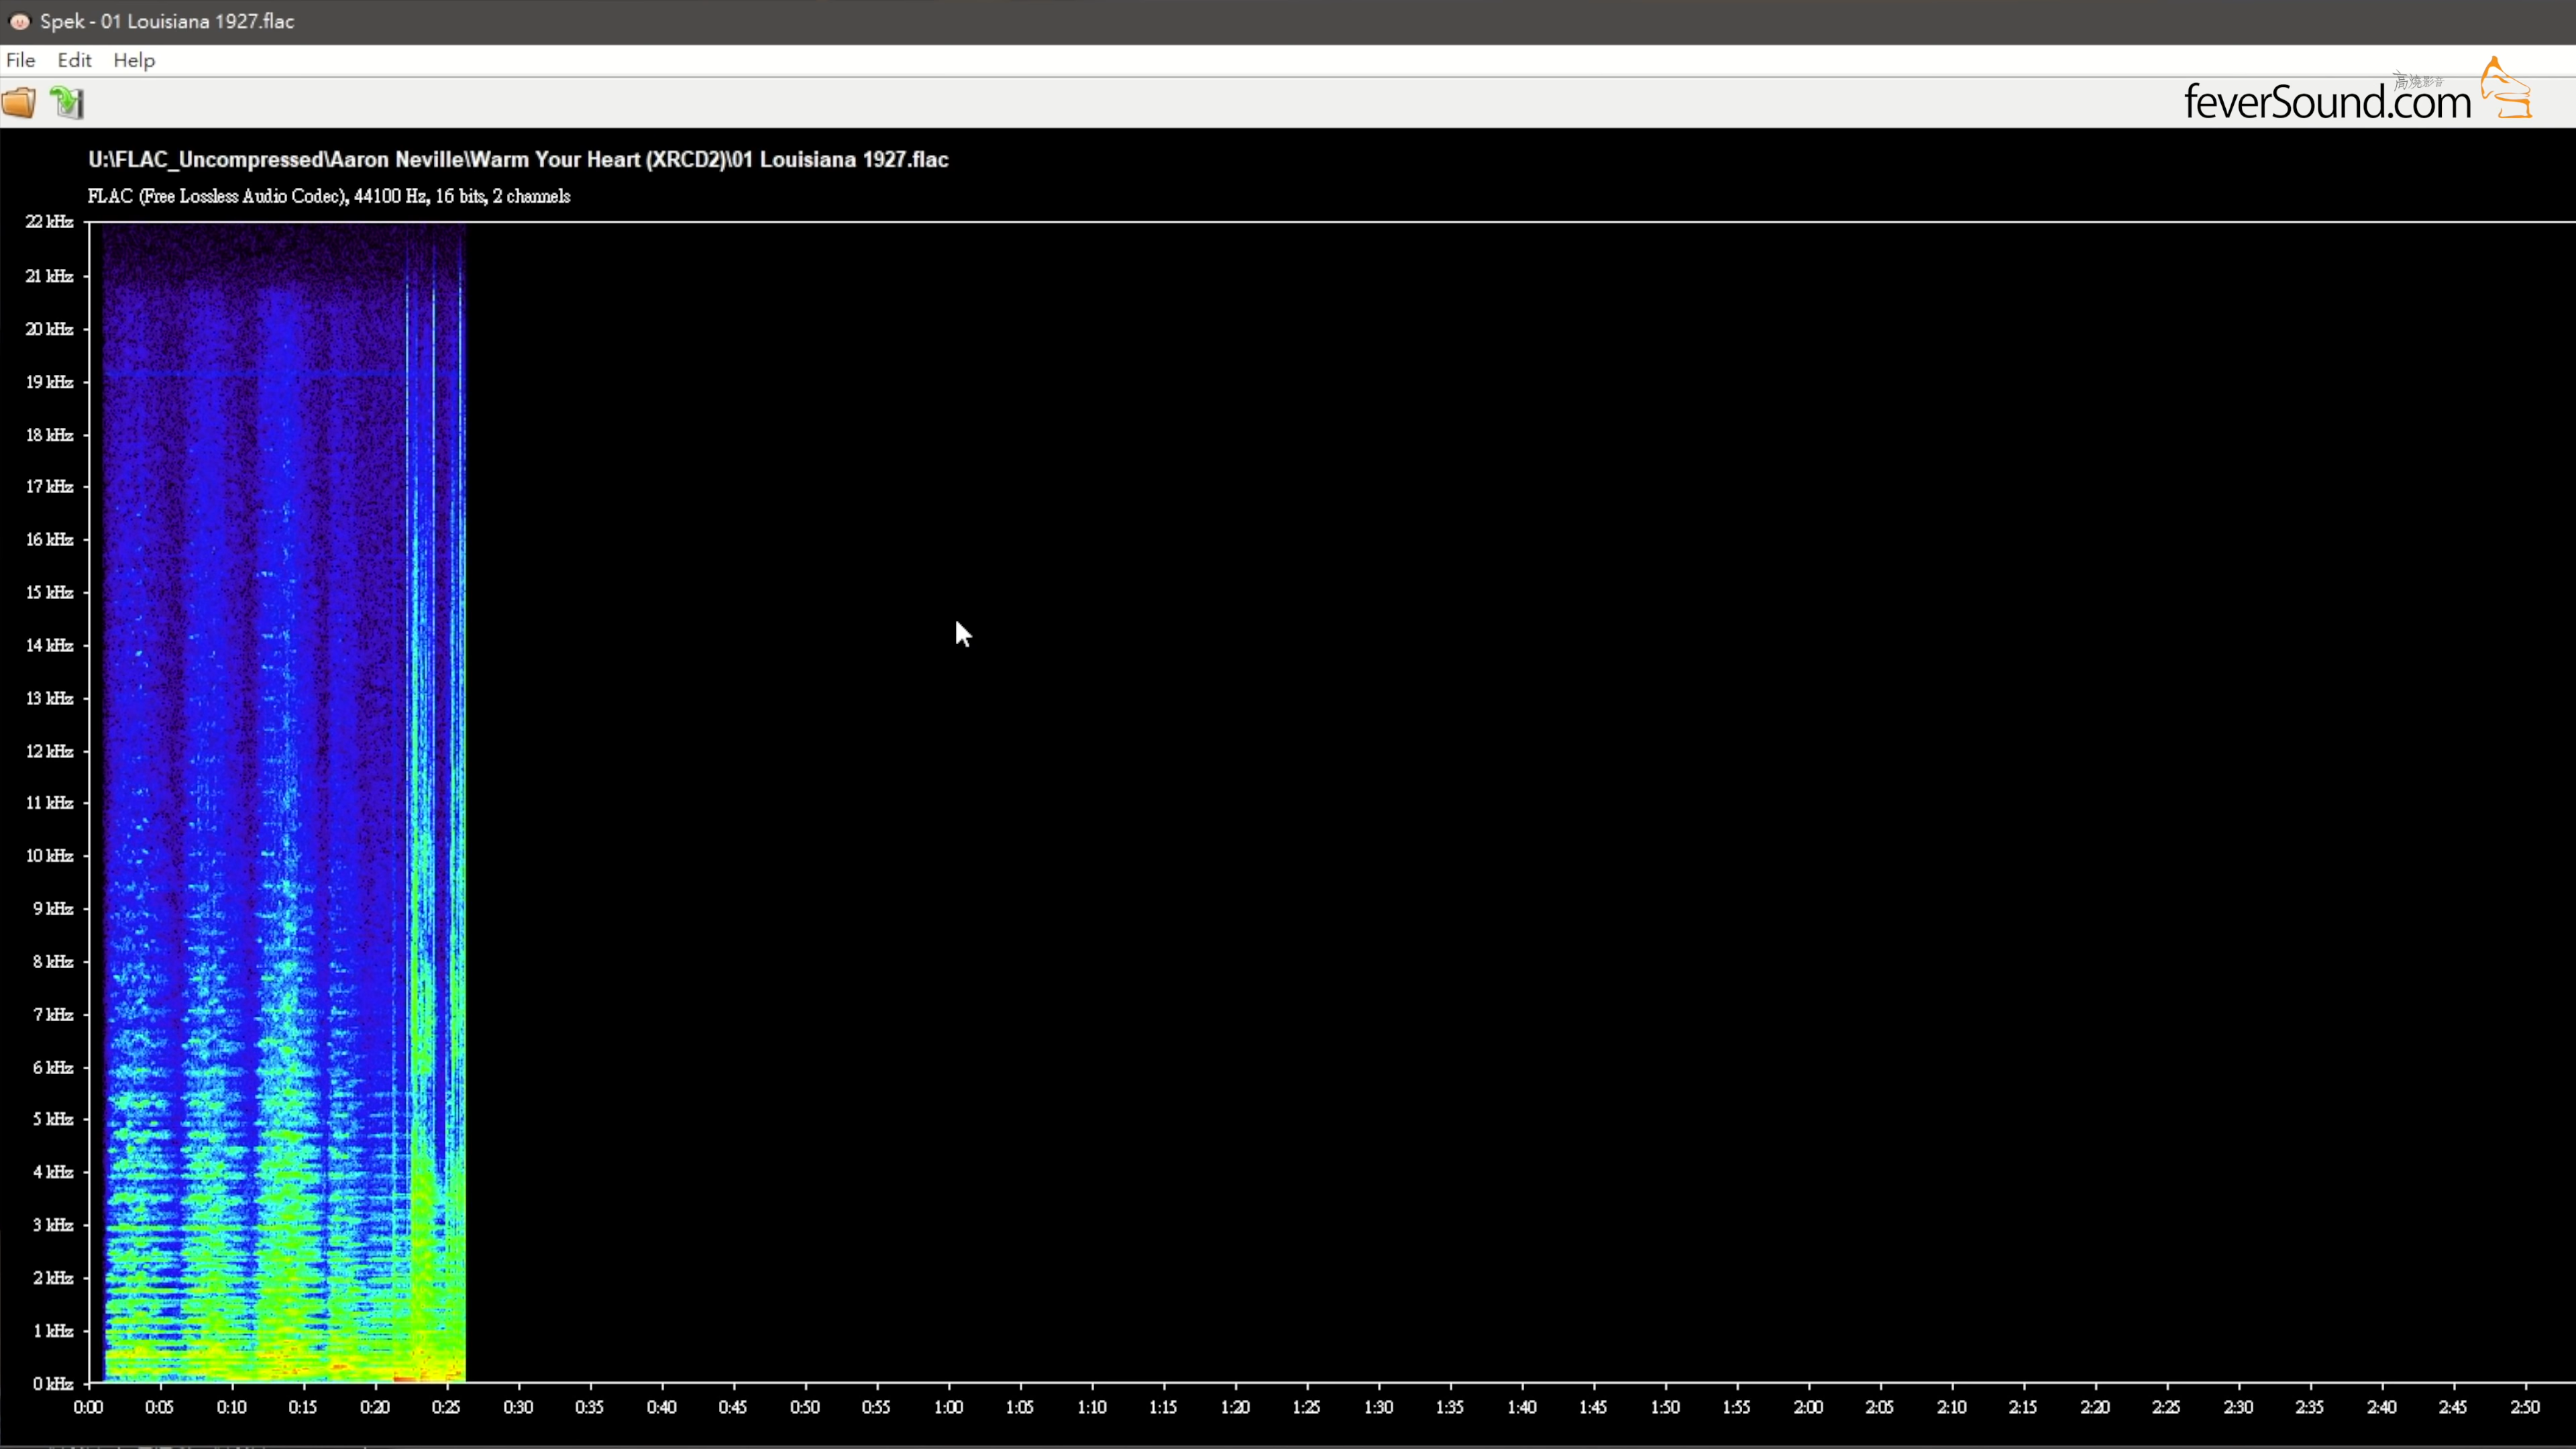 Spek - 01 Louisiana 1927.flac
File Edit Help
高燒影音
feverSound.com
U:\FLAC_Uncompressed\Aaron Neville\Warm Your Heart (XRCD2)\01 Louisiana 1927.flac
FLAC (Free Lossless Audio Codec), 44100 Hz, 16 bits, 2 channels
22 kHz
21 kHz
20 kHz
19 kHz
18 kHz
17 kHz
16 kHz
15 kHz
14 kHz
13 kHz
12 kHz
11 kHz
10 kHz
9 kHz
8 kHz
7 kHz
6 kHz
5 kHz
4 kHz
3 kHz
2 kHz
1 kHz
0 kHz
0:00 0:05 0:10 0:15 0:20 0:25 0:30 0:35 0:40 0:45 0:50 0:55 1:00 1:05 1:10 1:15 1:20 1:25 1:30 1:35 1:40 1:45 1:50 1:55 2:00 2:05 2:10 2:15 2:20 2:25 2:30 2:35 2:40 2:45 2:50